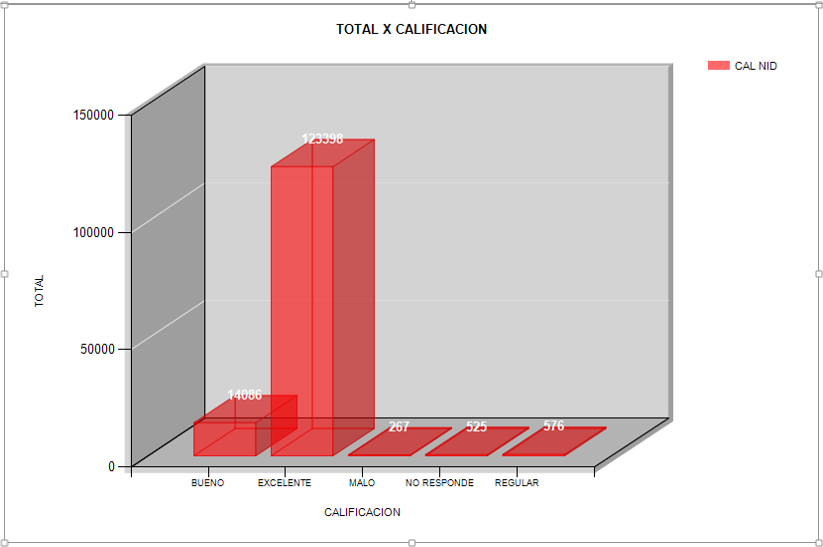 TOTAL X CALIFICACION
CAL NID
150000
100000
50000
0
TOTAL
123398
14086
267
525
576
BUENO
EXCELENTE
MALO
NO RESPONDE
REGULAR
CALIFICACION